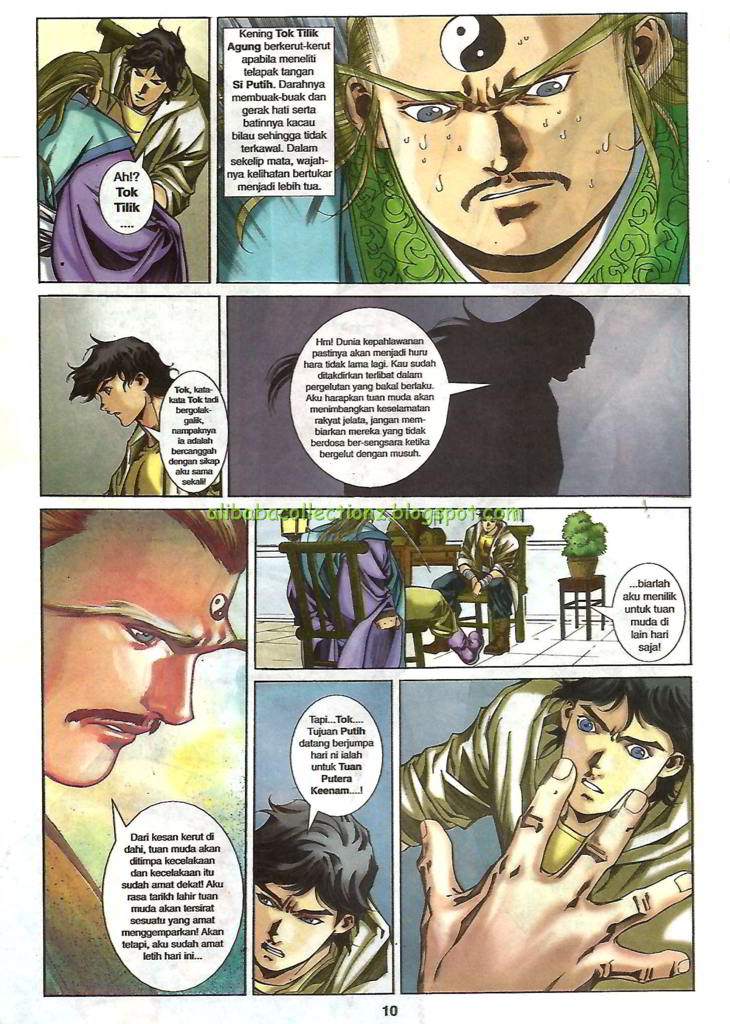 Ah!?
Tok
Tilik
....
Kening Tok Tilik
Agung berkerut-kerut
apabila meneliti
telapak tangan
Si Putih. Darahnya
membuak-buak dan
gerak hati serta
batinnya kacau
bilau sehingga tidak
terkawal. Dalam
sekelip mata, wajah-
nya kelihatan bertukar
menjadi lebih tua.
Tok, kata-
kata Tok tadi
bergolak-
galik,
nampaknya
ia adalah
bercanggah
dengan sikap
aku sama
sekali!
Hm! Dunia kepahlawanan
pastinya akan menjadi huru
hara tidak lama lagi. Kau sudah
ditakdirkan terlibat dalam
pergelutan yang bakal berlaku.
Aku harapkan tuan muda akan
menimbangkan keselamatan
rakyat jelata, jangan mem-
biarkan mereka yang tidak
berdosa ber-sengsara ketika
bergelut dengan musuh.
alibabacollectionz.blogspot.com
Dari kesan kerut di
dahi, tuan muda akan
ditimpa kecelakaan
dan kecelakaan itu
sudah amat dekat! Aku
rasa tarikh lahir tuan
muda akan tersirat
sesuatu yang amat
menggemparkan! Akan
tetapi, aku sudah amat
letih hari ini...
...biarlah
aku menilik
untuk tuan
muda di
lain hari
saja!
Tapi...Tok....
Tujuan Putih
datang berjumpa
hari ni ialah
untuk Tuan
Putera
Keenam....!
10